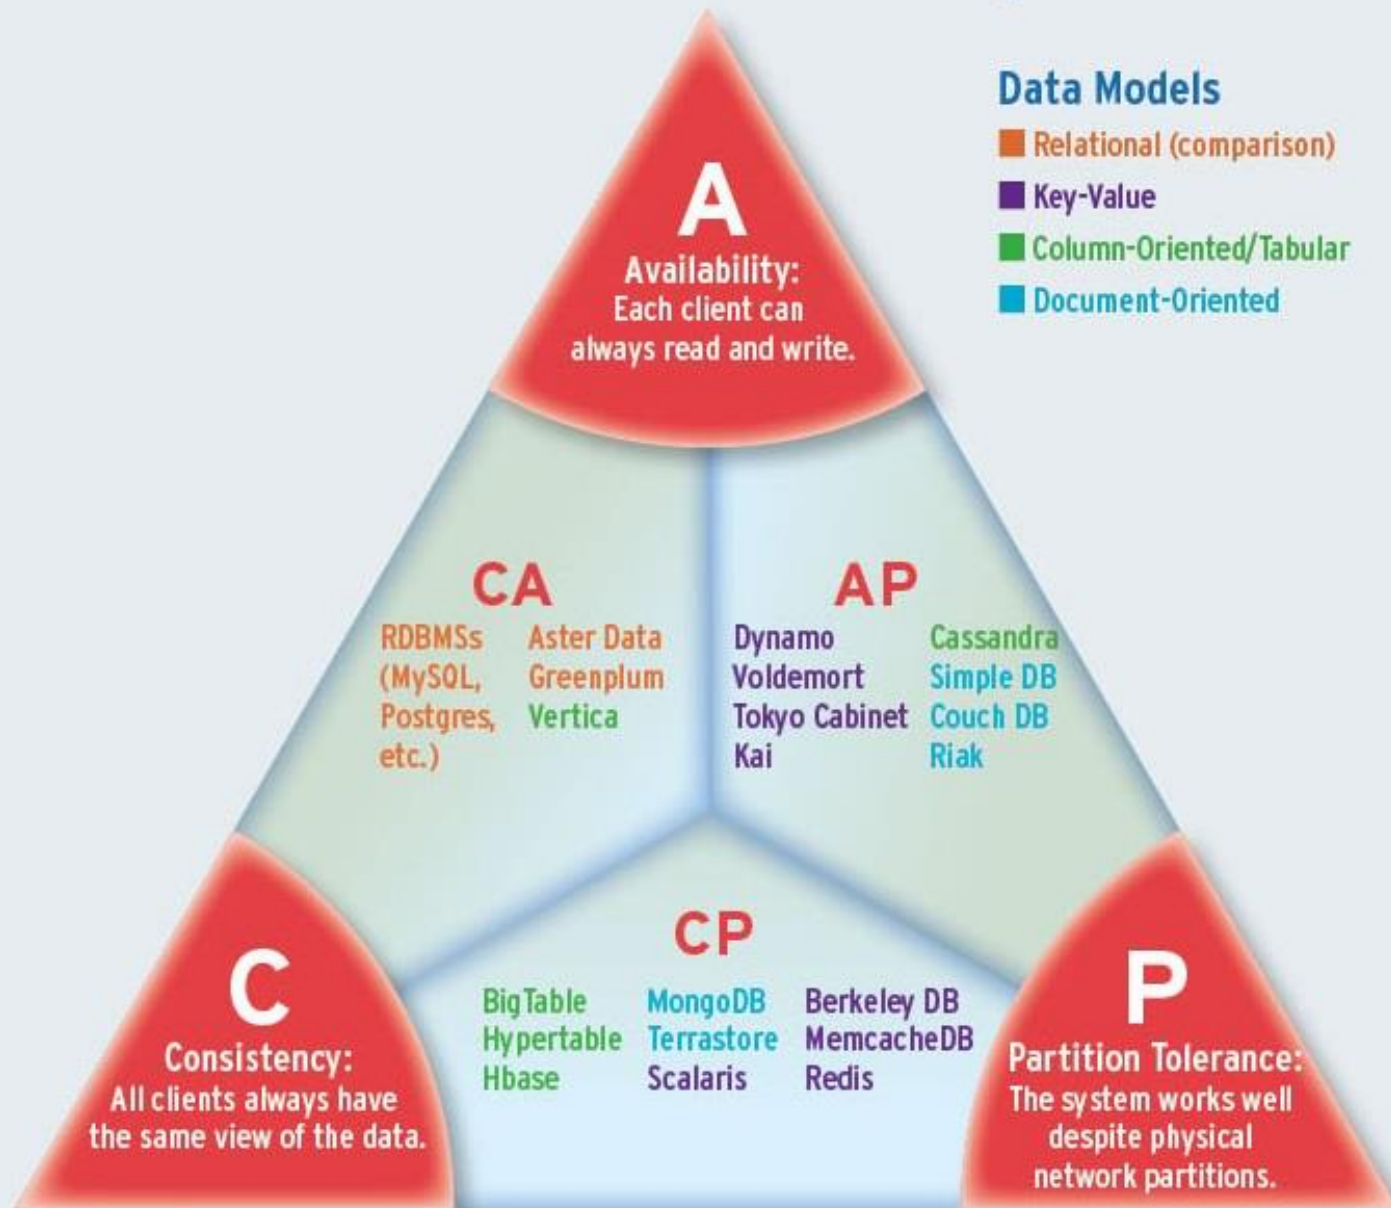 Data Models
Relational (comparison)
Key-Value
Column-Oriented/Tabular
Document-Oriented
A
Availability:
Each client can
always read and write.
CA
RDBMSs
(MySQL,
Postgres,
etc.)
Aster Data
Greenplum
Vertica
AP
Dynamo
Voldemort
Tokyo Cabinet
Kai
Cassandra
Simple DB
Couch DB
Riak
CP
BigTable
Hypertable
Hbase
MongoDB
Terrastore
Scalaris
Berkeley DB
MemcacheDB
Redis
C
Consistency:
All clients always have
the same view of the data.
P
Partition Tolerance:
The system works well
despite physical
network partitions.